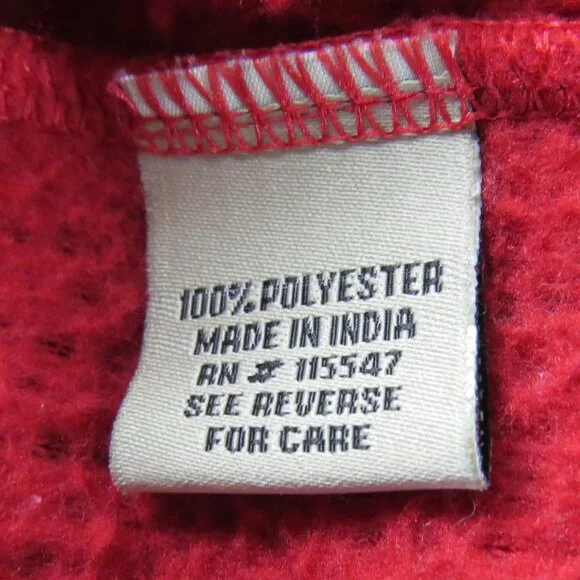 100% POLYESTER
MADE IN INDIA
RN # 115547
SEE REVERSE
FOR CARE